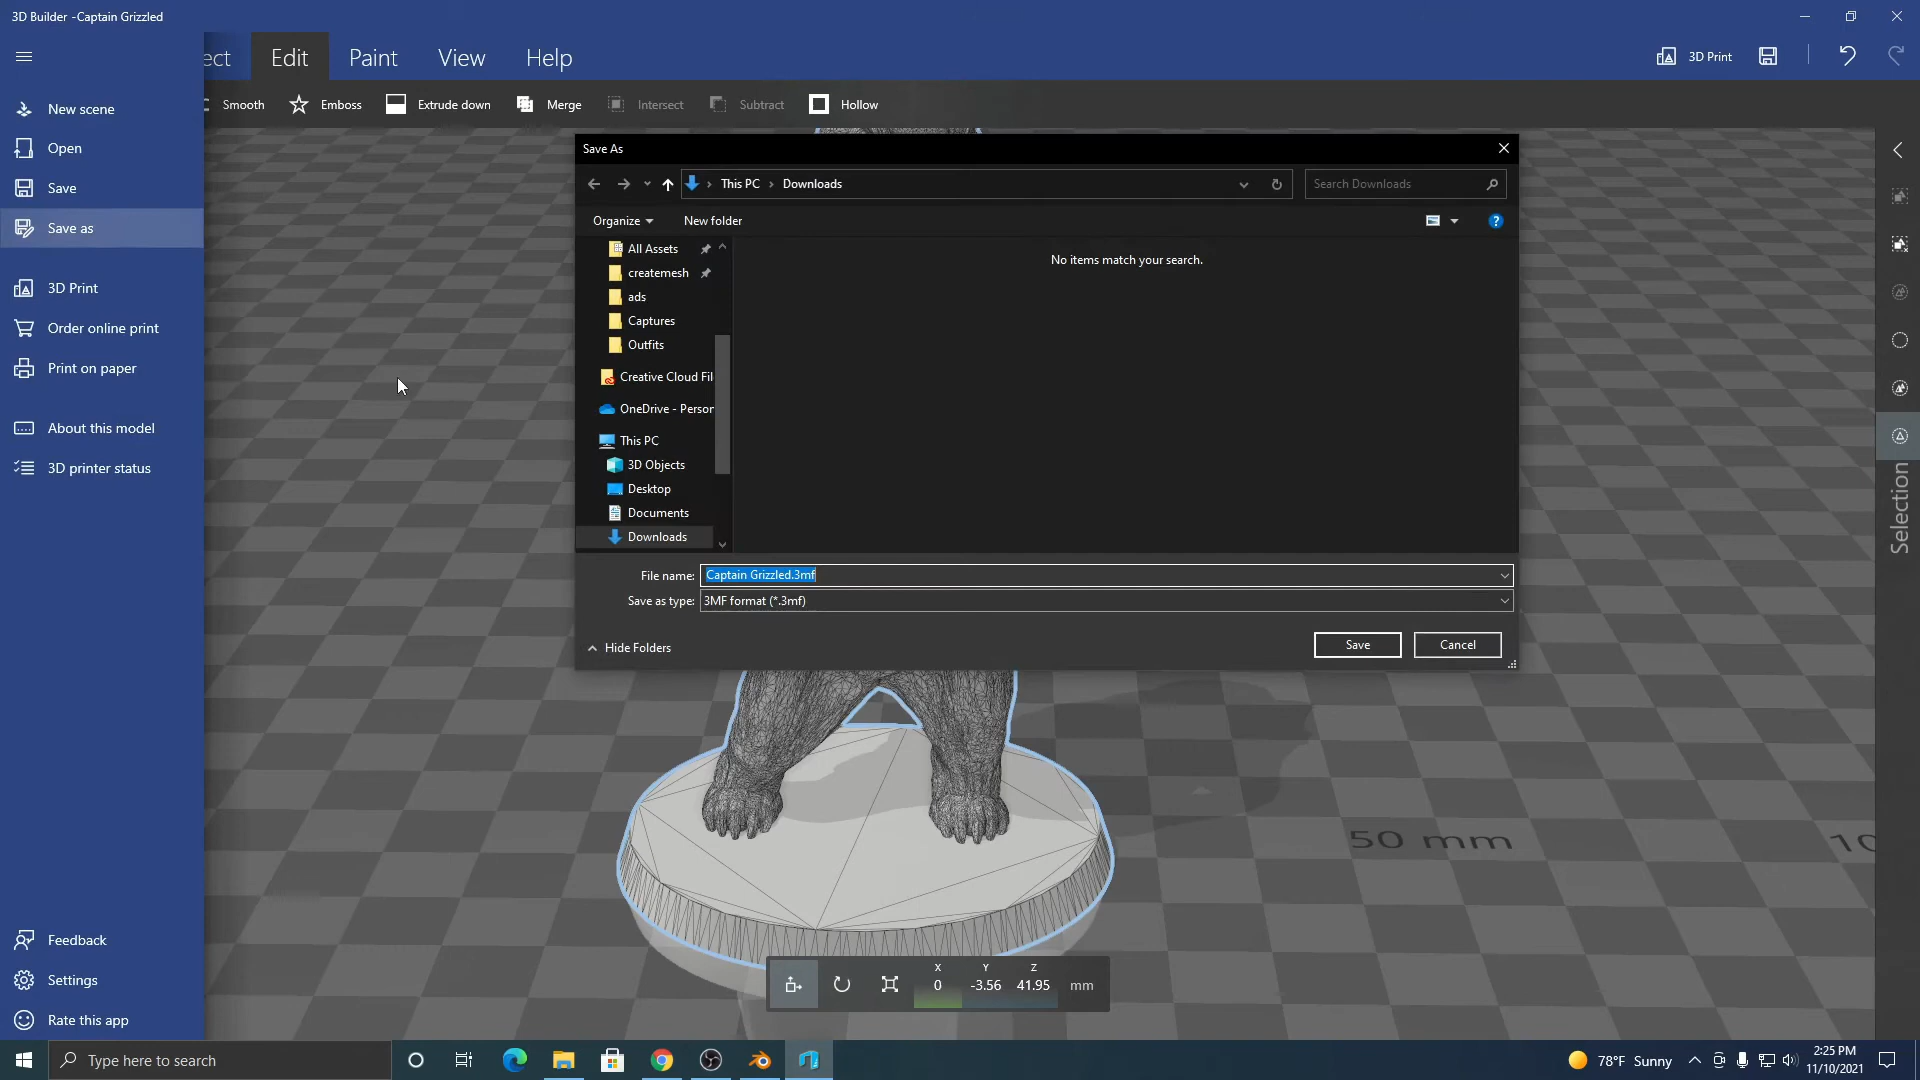 3D Builder -Captain Grizzled
ect
Edit
Paint
View
Help
3D Print
Smooth
Emboss
Extrude down
Merge
Intersect
Subtract
Hollow
New scene
Open
Save
Save as
3D Print
Order online print
Print on paper
About this model
3D printer status
Feedback
Settings
Rate this app
Save As
This PC
Downloads
Search Downloads
Organize
New folder
?
All Assets
createmesh
ads
Captures
Outfits
Creative Cloud Fil
OneDrive - Person
This PC
3D Objects
Desktop
Documents
Downloads
No items match your search.
File name:
Captain Grizzled.3mf
Save as type:
3MF format (*.3mf)
Hide Folders
Save
Cancel
Selection
50 mm
10
X
Y
Z
0
-3.56
41.95
mm
Type here to search
78°F Sunny
2:25 PM
11/10/2021